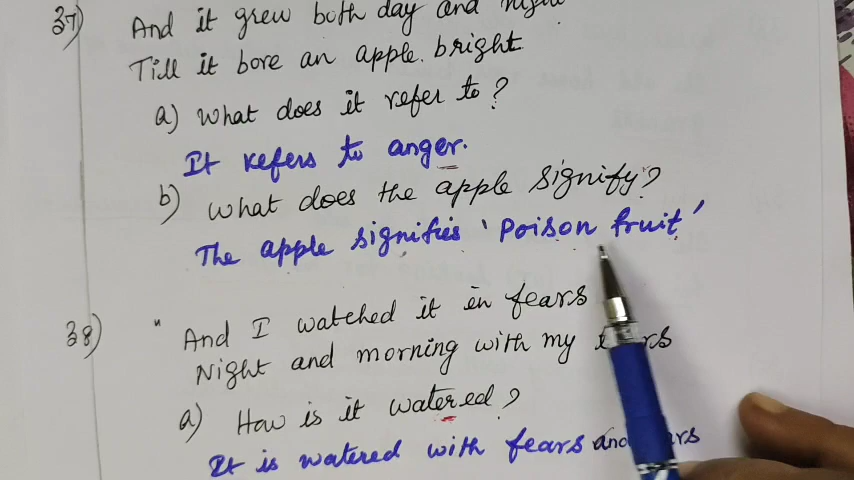 37) And it grew both day and night
Till it bore an apple. bright
a) What does it refer to?
It refers to anger.
b) What does the apple signify?
The apple signifies 'Poison fruit'
38) " And I watched it in fears
Night and morning with my
a) How is it watered?
It is watered with fears and